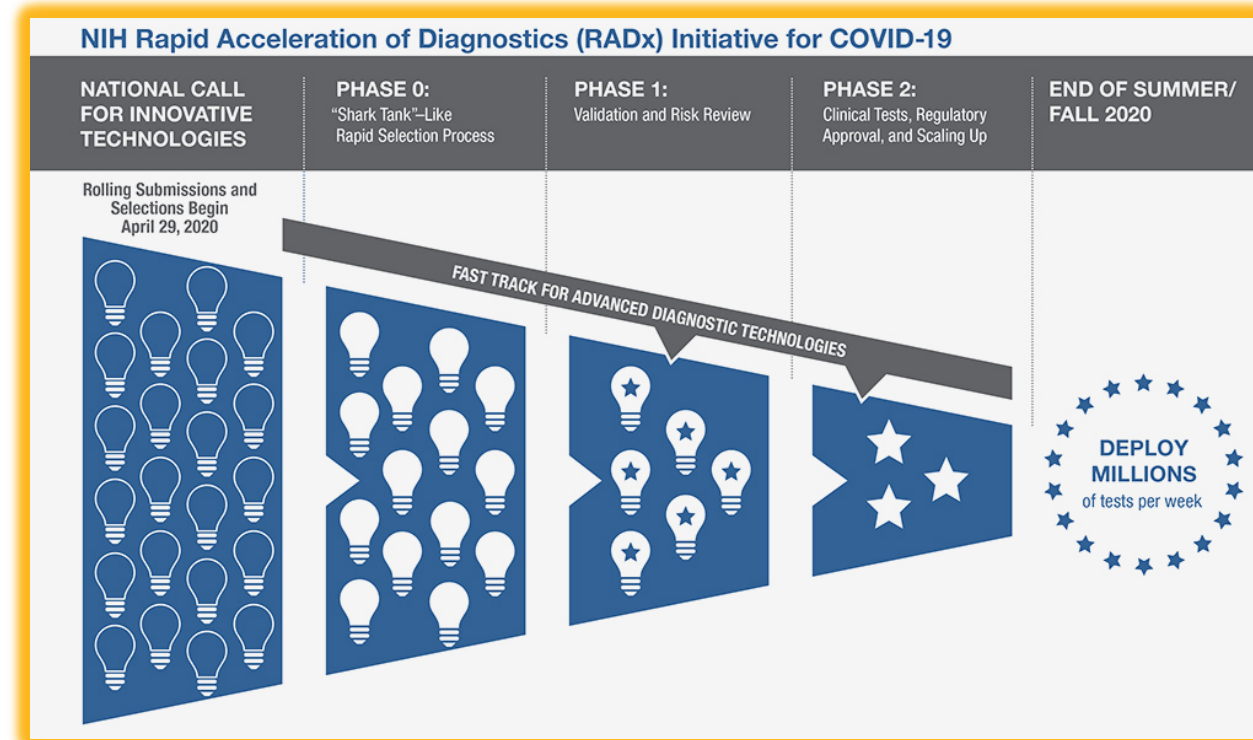 NIH Rapid Acceleration of Diagnostics (RADx) Initiative for COVID-19
NATIONAL CALL
FOR INNOVATIVE
TECHNOLOGIES
PHASE 0:
“Shark Tank”–Like
Rapid Selection Process
PHASE 1:
Validation and Risk Review
PHASE 2:
Clinical Tests, Regulatory
Approval, and Scaling Up
END OF SUMMER/
FALL 2020
Rolling Submissions and
Selections Begin
April 29, 2020
FAST TRACK FOR ADVANCED DIAGNOSTIC TECHNOLOGIES
DEPLOY
MILLIONS
of tests per week